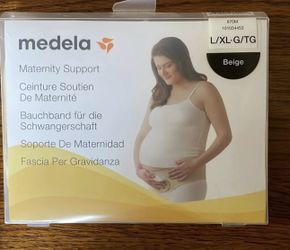 medela
Maternity Support
Ceinture Soutien
De Maternité
Bauchband für die
Schwangerschaft
Soporte De Maternidad
Fascia Per Gravidanza
L/XL-G/TG
Beige